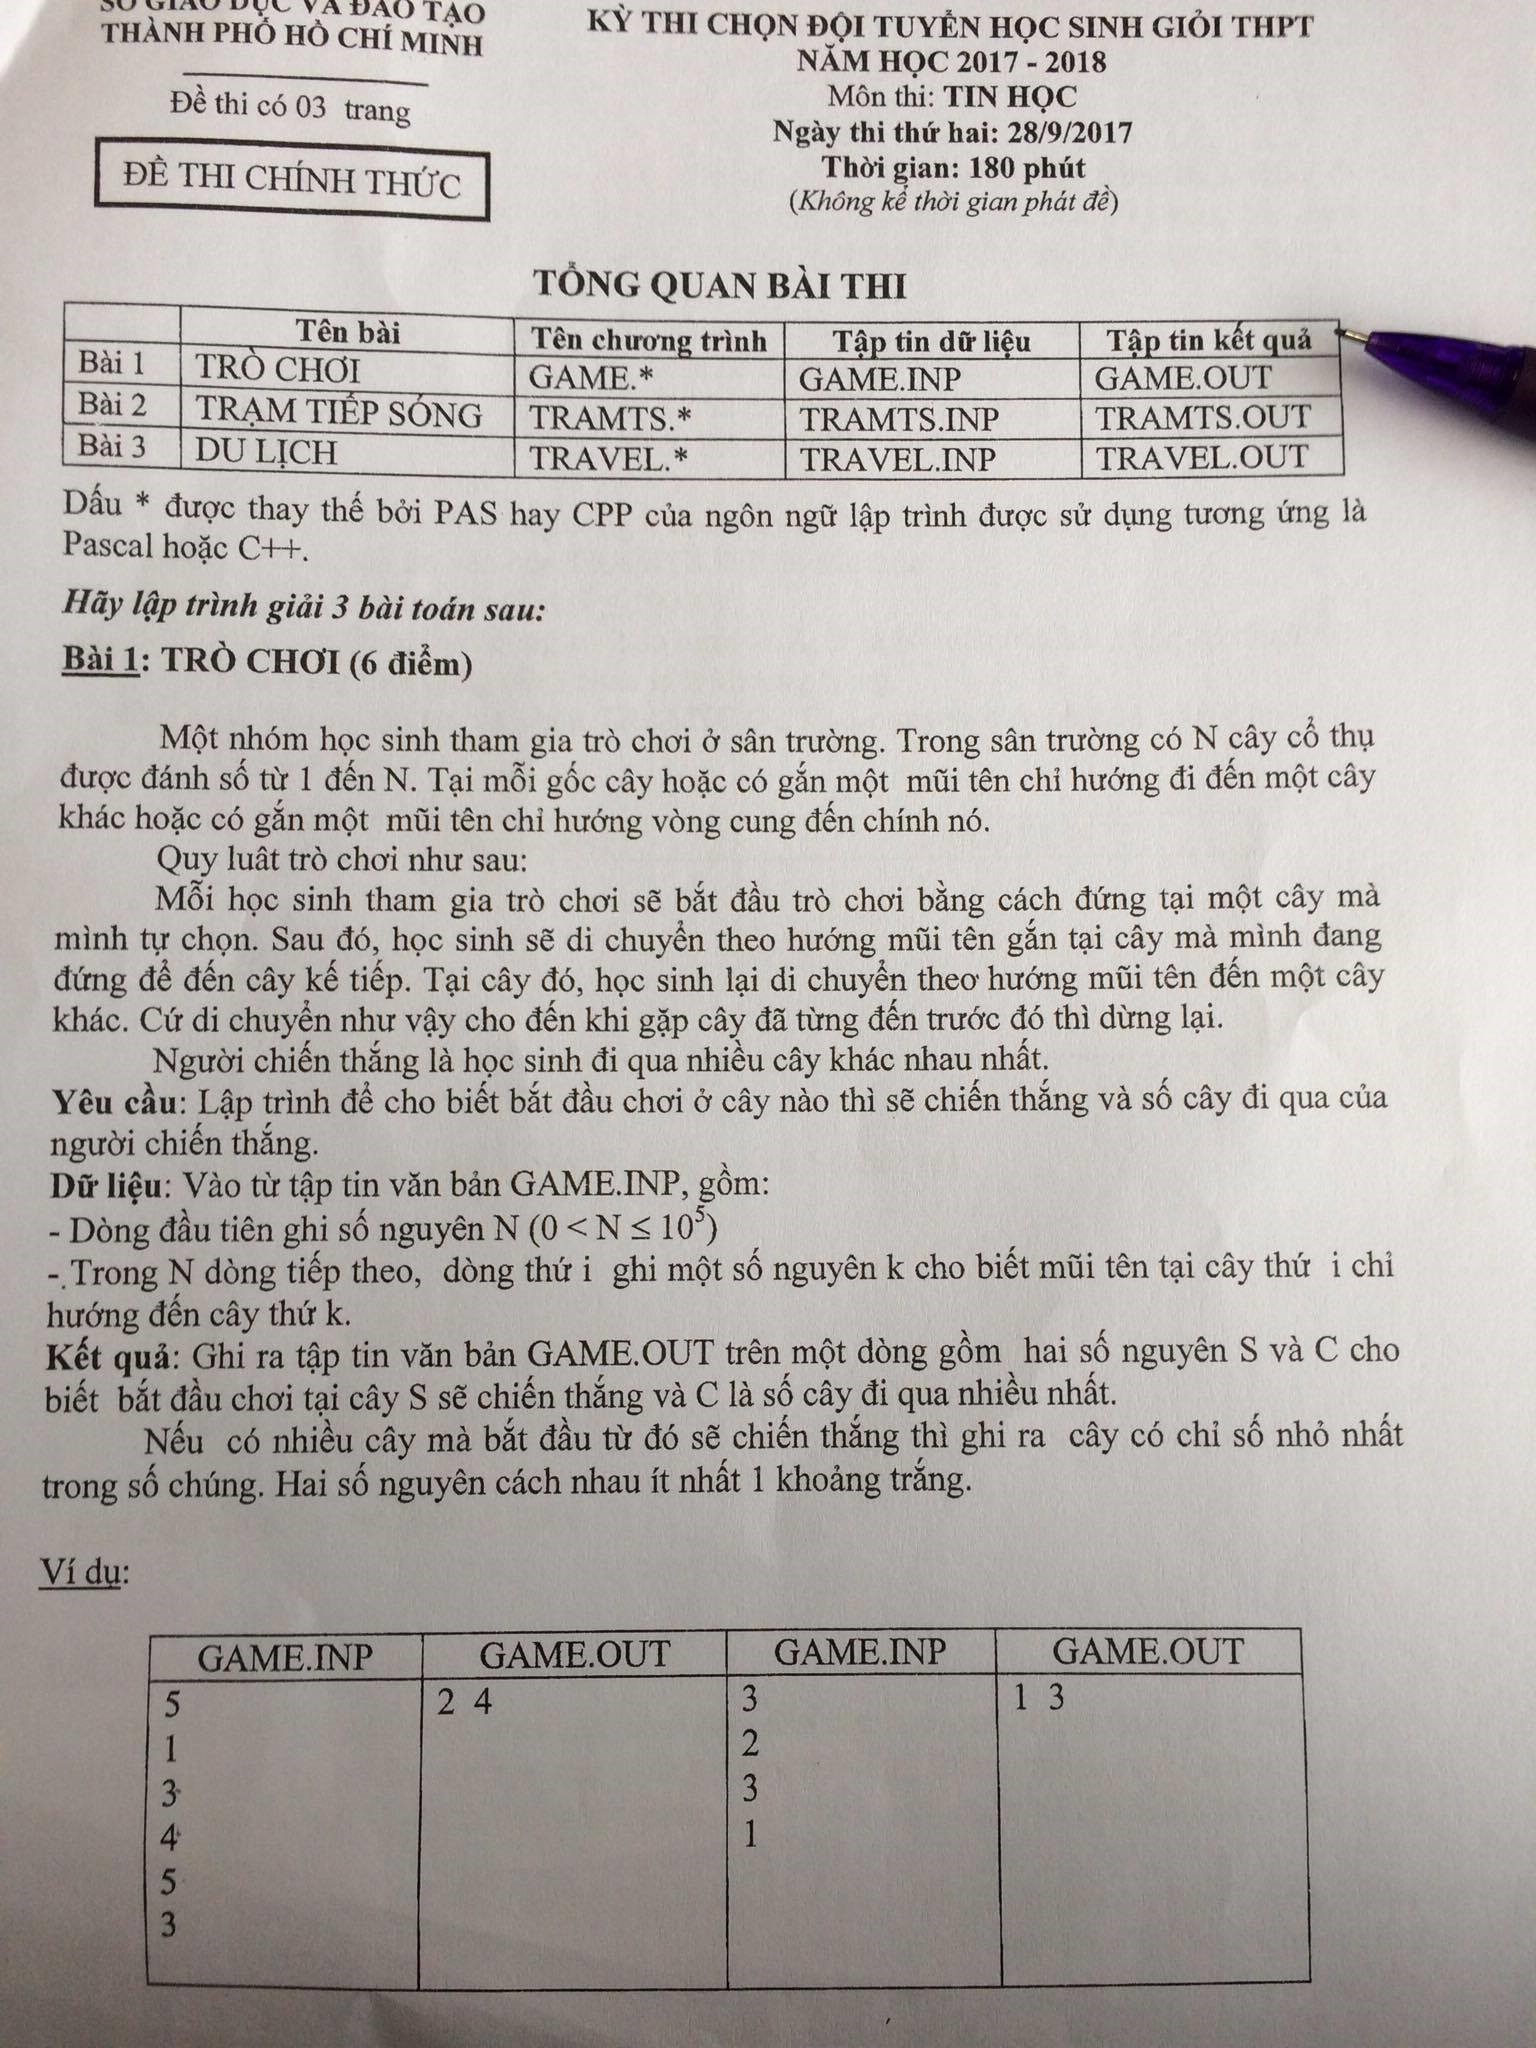 SỞ GIÁO DỤC VÀ ĐÀO TẠO
THÀNH PHỐ HỒ CHÍ MINH
Đề thi có 03 trang
ĐỀ THI CHÍNH THỨC
KỲ THI CHỌN ĐỘI TUYỂN HỌC SINH GIỎI THPT
NĂM HỌC 2017 - 2018
Môn thi: TIN HỌC
Ngày thi thứ hai: 28/9/2017
Thời gian: 180 phút
(Không kể thời gian phát đề)
TỔNG QUAN BÀI THI
Tên bài Tên chương trình Tập tin dữ liệu Tập tin kết quả
Bài 1 TRÒ CHƠI GAME.* GAME.INP GAME.OUT
Bài 2 TRẠM TIẾP SÓNG TRAMTS.* TRAMTS.INP TRAMTS.OUT
Bài 3 DU LỊCH TRAVEL.* TRAVEL.INP TRAVEL.OUT
Dấu * được thay thế bởi PAS hay CPP của ngôn ngữ lập trình được sử dụng tương ứng là
Pascal hoặc C++.
Hãy lập trình giải 3 bài toán sau:
Bài 1: TRÒ CHƠI (6 điểm)
Một nhóm học sinh tham gia trò chơi ở sân trường. Trong sân trường có N cây cổ thụ
được đánh số từ 1 đến N. Tại mỗi gốc cây hoặc có gắn một mũi tên chỉ hướng đi đến một cây
khác hoặc có gắn một mũi tên chỉ hướng vòng cung đến chính nó.
Quy luât trò chơi như sau:
Mỗi học sinh tham gia trò chơi sẽ bắt đầu trò chơi bằng cách đứng tại một cây mà
mình tự chọn. Sau đó, học sinh sẽ di chuyển theo hướng mũi tên gắn tại cây mà mình đang
đứng để đến cây kế tiếp. Tại cây đó, học sinh lại di chuyển theo hướng mũi tên đến một cây
khác. Cứ di chuyển như vậy cho đến khi gặp cây đã từng đến trước đó thì dừng lại.
Người chiến thắng là học sinh đi qua nhiều cây khác nhau nhất.
Yêu cầu: Lập trình để cho biết bắt đầu chơi ở cây nào thì sẽ chiến thắng và số cây đi qua của
người chiến thắng.
Dữ liệu: Vào từ tập tin văn bản GAME.INP, gồm:
- Dòng đầu tiên ghi số nguyên N (0 < N ≤ 10⁵)
- Trong N dòng tiếp theo, dòng thứ i ghi một số nguyên k cho biết mũi tên tại cây thứ i chỉ
hướng đến cây thứ k.
Kết quả: Ghi ra tập tin văn bản GAME.OUT trên một dòng gồm hai số nguyên S và C cho
biết bắt đầu chơi tại cây S sẽ chiến thắng và C là số cây đi qua nhiều nhất.
Nếu có nhiều cây mà bắt đầu từ đó sẽ chiến thắng thì ghi ra cây có chỉ số nhỏ nhất
trong số chúng. Hai số nguyên cách nhau ít nhất 1 khoảng trắng.
Ví dụ:
GAME.INP GAME.OUT GAME.INP GAME.OUT
5 2 4 3 1 3
1 2
3 3
4 1
5
3